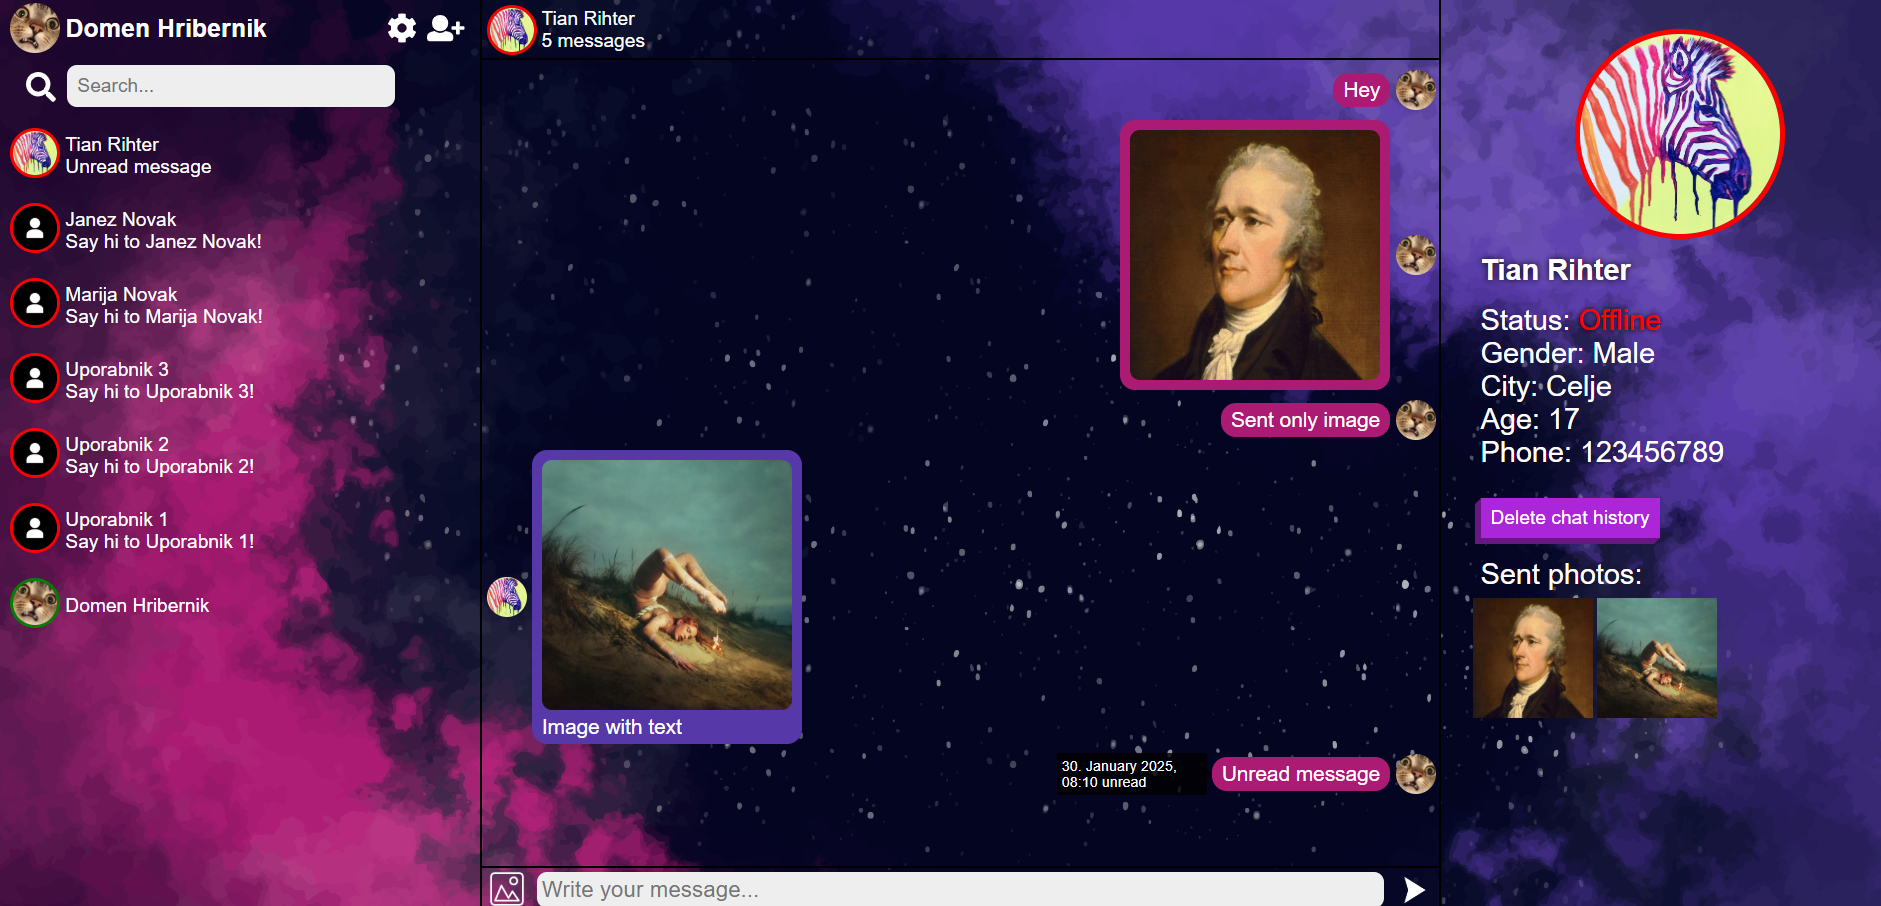 Domen Hribernik
Search...
Tian Rihter
Unread message
Janez Novak
Say hi to Janez Novak!
Marija Novak
Say hi to Marija Novak!
Uporabnik 3
Say hi to Uporabnik 3!
Uporabnik 2
Say hi to Uporabnik 2!
Uporabnik 1
Say hi to Uporabnik 1!
Domen Hribernik
Tian Rihter
5 messages
Hey
Sent only image
Image with text
30. January 2025,
08:10 unread
Unread message
Write your message...
Tian Rihter
Status: Offline
Gender: Male
City: Celje
Age: 17
Phone: 123456789
Delete chat history
Sent photos: